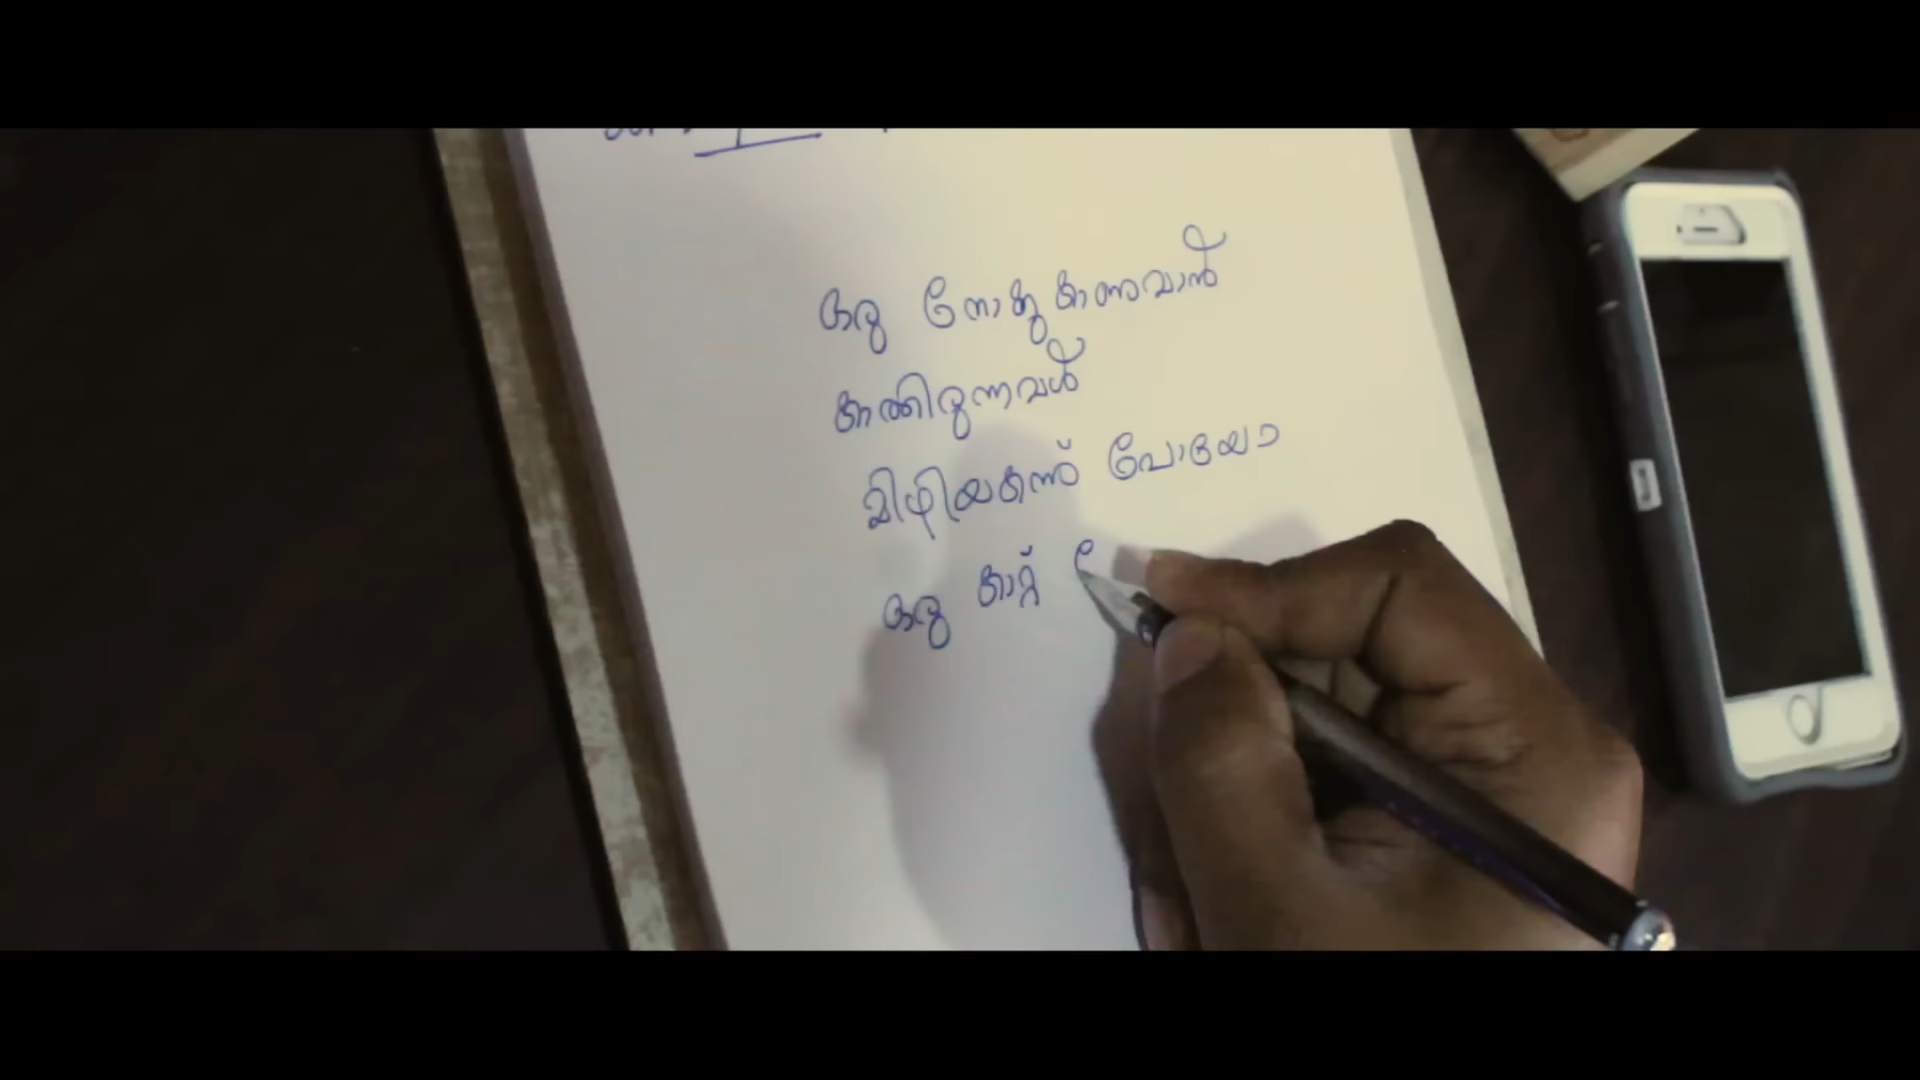 ഒരു നോക്കു കാണുവാൻ
കാത്തിരുന്നവൾ
മിഴിയകന്ന് പോയോ
ഒരു കാറ്റ്